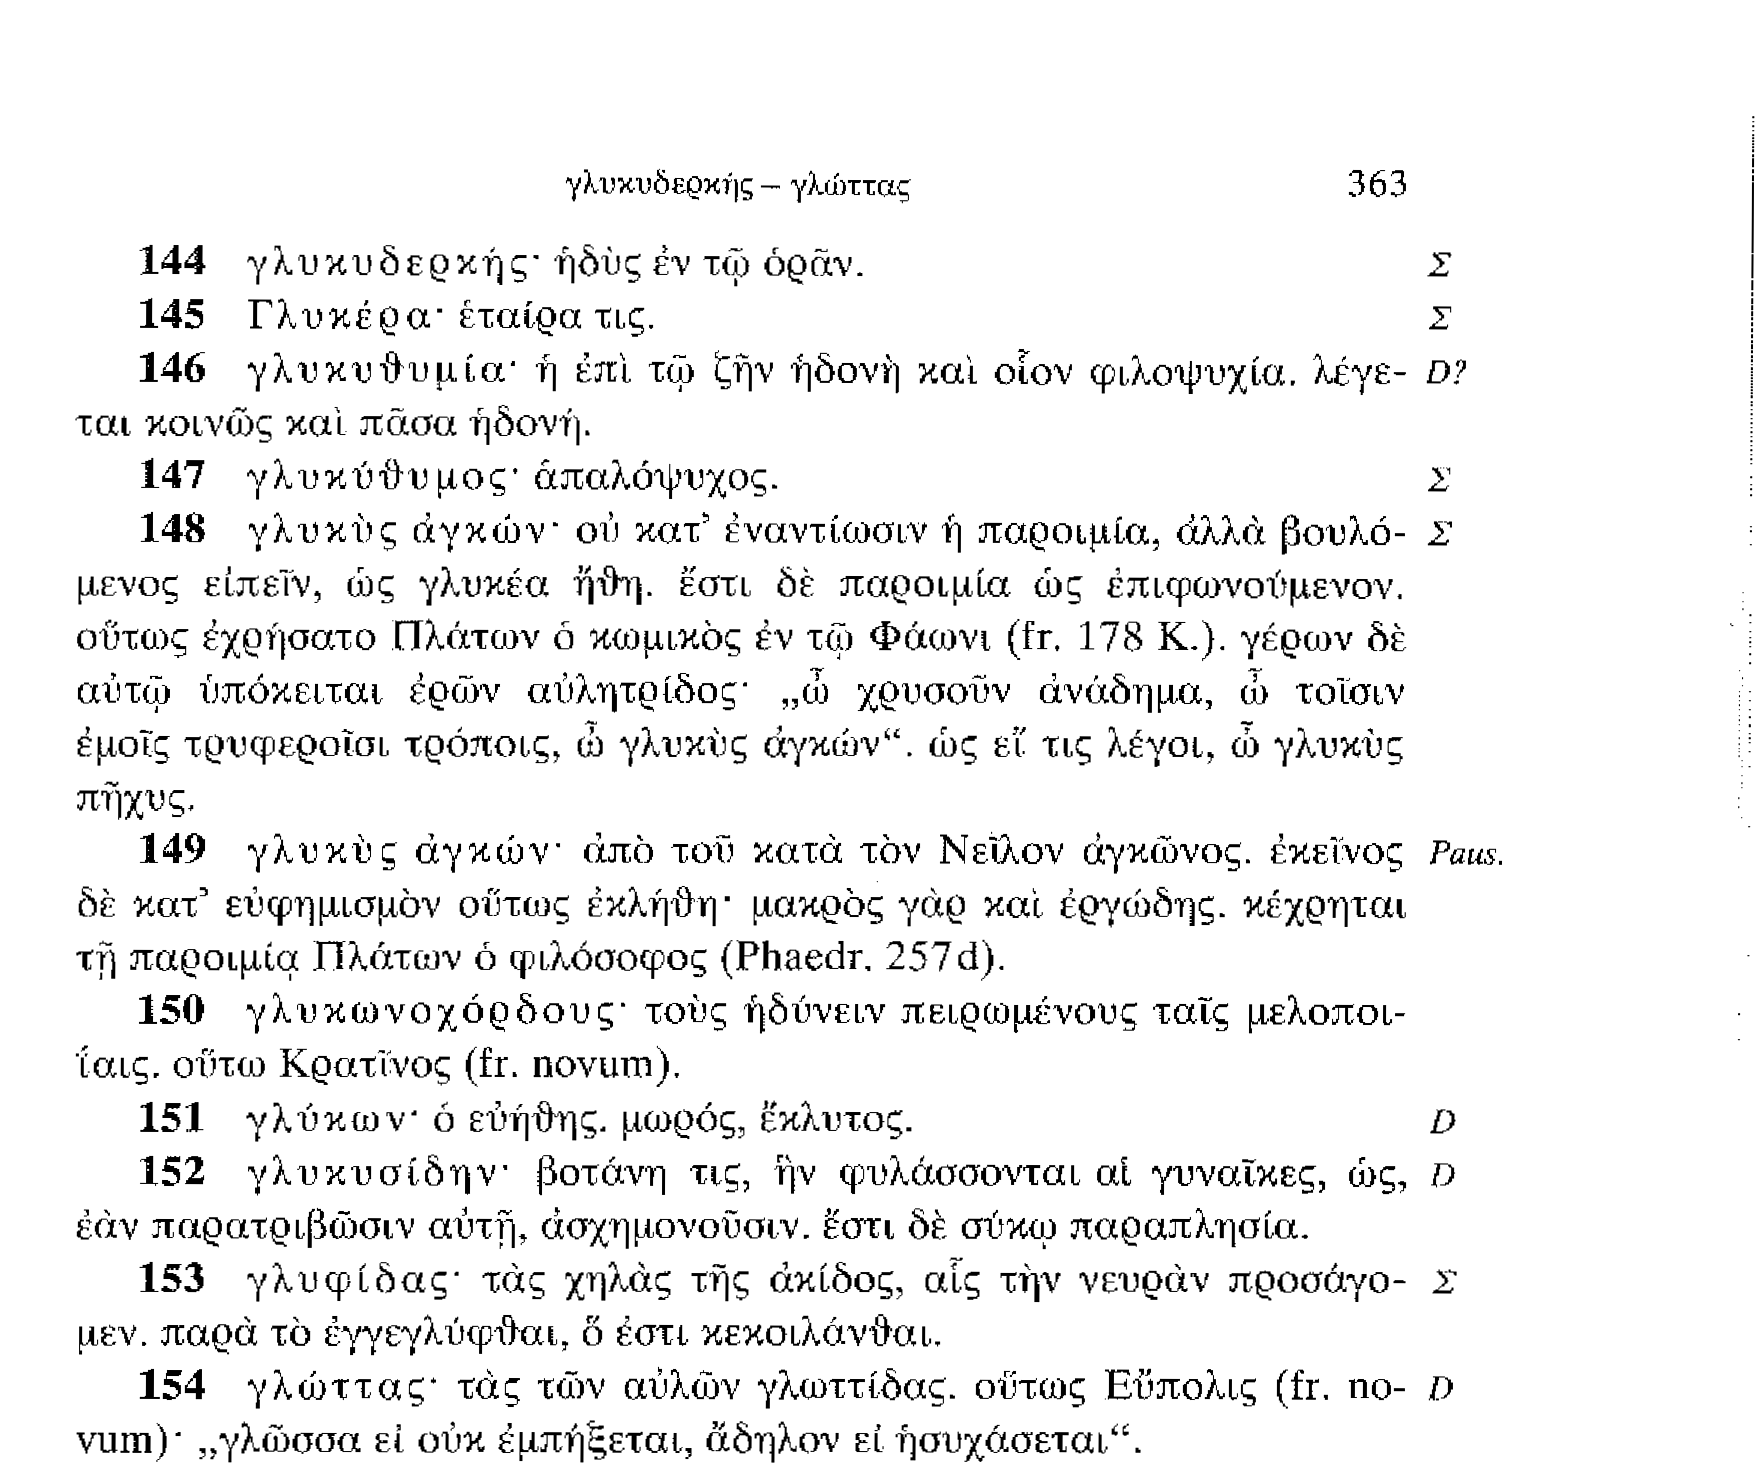 γλυκυδερκής – γλώττας 363
144 γλυκυδερκής· ἡδὺς ἐν τῷ ὁρᾶν. Σ
145 Γλυκέρα· ἑταίρα τις. Σ
146 γλυκυθυμία· ἡ ἐπὶ τῷ ζῆν ἡδονὴ καὶ οἷον φιλοψυχία. λέγε- D?
ται κοινῶς καὶ πᾶσα ἡδονή.
147 γλυκύθυμος· ἁπαλόψυχος. Σ
148 γλυκὺς ἀγκών· οὐ κατ’ ἐναντίωσιν ἡ παροιμία, ἀλλὰ βουλό- Σ
μενος εἰπεῖν, ὡς γλυκέα ἤθη. ἔστι δὲ παροιμία ὡς ἐπιφωνούμενον.
οὕτως ἐχρήσατο Πλάτων ὁ κωμικὸς ἐν τῷ Φάωνι (fr. 178 K.). γέρων δὲ
αὐτῷ ὑπόκειται ἐρῶν αὐλητρίδος· „ὦ χρυσοῦν ἀνάδημα, ὦ τοῖσιν
ἐμοῖς τρυφεροῖσι τρόποις, ὦ γλυκὺς ἀγκών“. ὡς εἴ τις λέγοι, ὦ γλυκὺς
πῆχυς.
149 γλυκὺς ἀγκών· ἀπὸ τοῦ κατὰ τὸν Νεῖλον ἀγκῶνος. ἐκεῖνος Paus.
δὲ κατ’ εὐφημισμὸν οὕτως ἐκλήθη· μακρὸς γὰρ καὶ ἐργώδης. κέχρηται
τῇ παροιμίᾳ Πλάτων ὁ φιλόσοφος (Phaedr. 257d).
150 γλυκωνοχόρδους· τοὺς ἡδύνειν πειρωμένους ταῖς μελοποι-
ΐαις. οὕτω Κρατῖνος (fr. novum).
151 γλύκων· ὁ εὐήθης. μωρός, ἔκλυτος. D
152 γλυκυσίδην· βοτάνη τις, ἣν φυλάσσονται αἱ γυναῖκες, ὡς, D
ἐὰν παρατριβῶσιν αὐτῇ, ἀσχημονοῦσιν. ἔστι δὲ σύκῳ παραπλησία.
153 γλυφίδας· τὰς χηλὰς τῆς ἀκίδος, αἷς τὴν νευρὰν προσάγο- Σ
μεν. παρὰ τὸ ἐγγεγλύφθαι, ὅ ἐστι κεκοιλάνθαι.
154 γλώττας· τὰς τῶν αὐλῶν γλωττίδας. οὕτως Εὔπολις (fr. no- D
vum)· „γλῶσσα εἰ οὐκ ἐμπήξεται, ἄδηλον εἰ ἡσυχάσεται“.